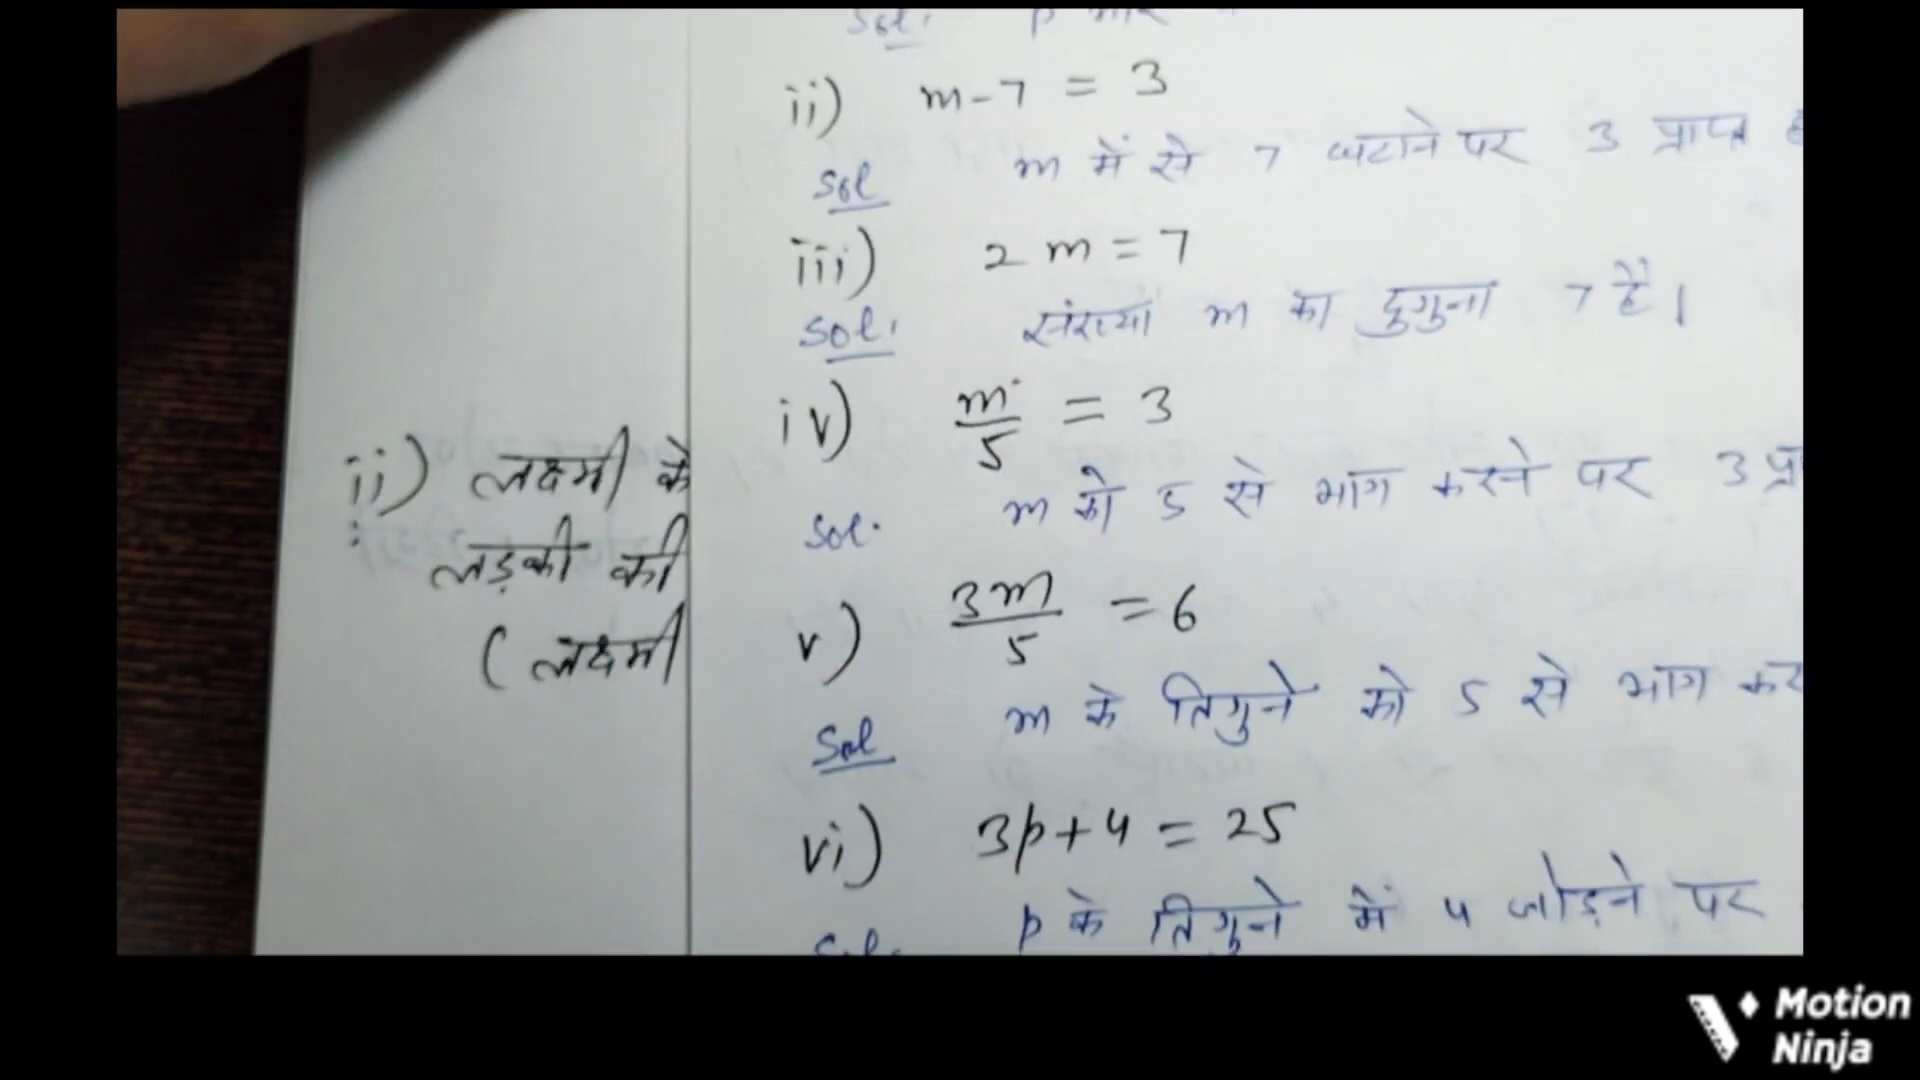 Sol.
ii) m-7 = 3
Sol m में से 7 घटाने पर 3 प्राप्त
iii) 2m = 7
Sol. संख्या m का दुगुना 7 है।
iv) m/5 = 3
Sol. m को 5 से भाग करने पर 3
v) 3m/5 = 6
Sol m के तिगुने को 5 से भाग कर
vi) 3p+4 = 25
Sol. p के तिगुने में 4 जोड़ने पर
ii) लक्ष्मी के
लड़की की
(लक्ष्मी
Motion
Ninja